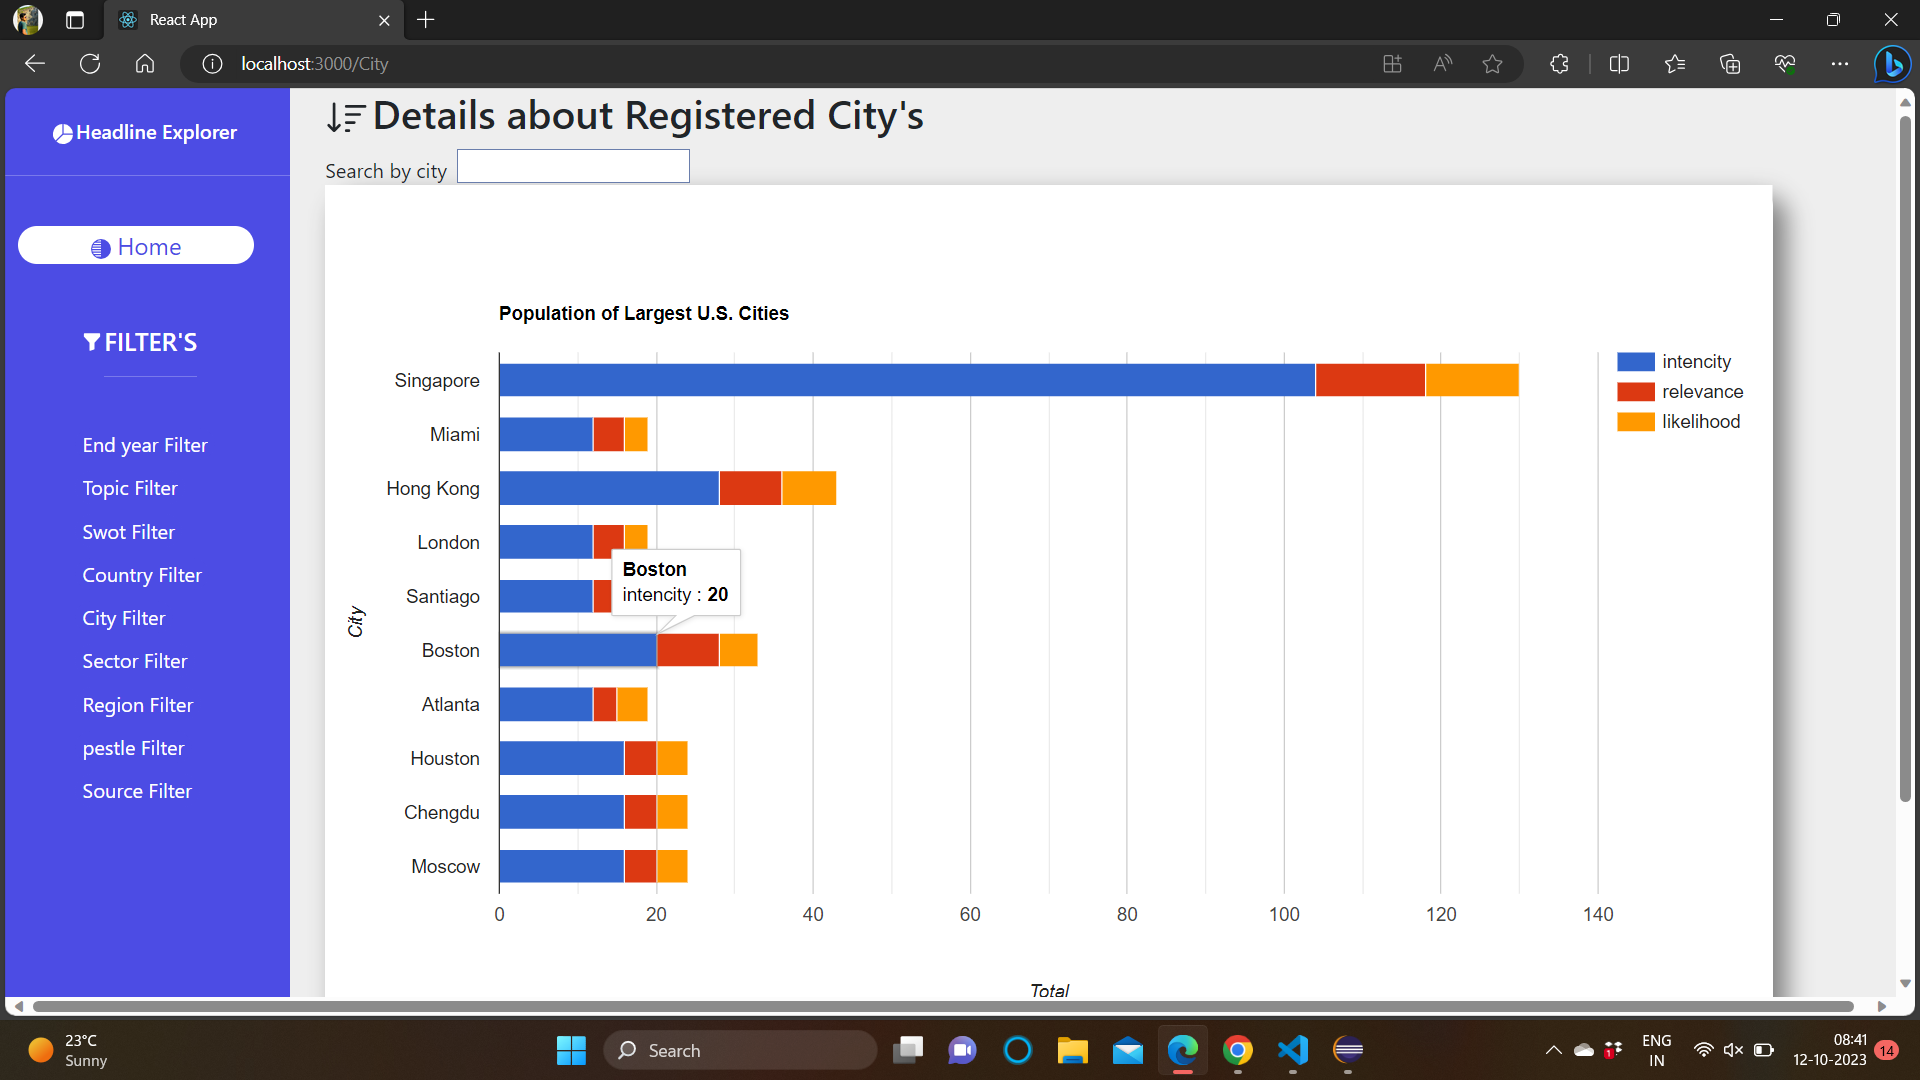 React App
localhost:3000/City
Headline Explorer
Home
FILTER'S
End year Filter
Topic Filter
Swot Filter
Country Filter
City Filter
Sector Filter
Region Filter
pestle Filter
Source Filter
Details about Registered City's
Search by city
Population of Largest U.S. Cities
intencity
relevance
likelihood
City
Singapore
Miami
Hong Kong
London
Santiago
Boston
Atlanta
Houston
Chengdu
Moscow
Boston
intencity : 20
0 20 40 60 80 100 120 140
Total
23°C
Sunny
Search
1
ENG
IN
08:41
12-10-2023
14